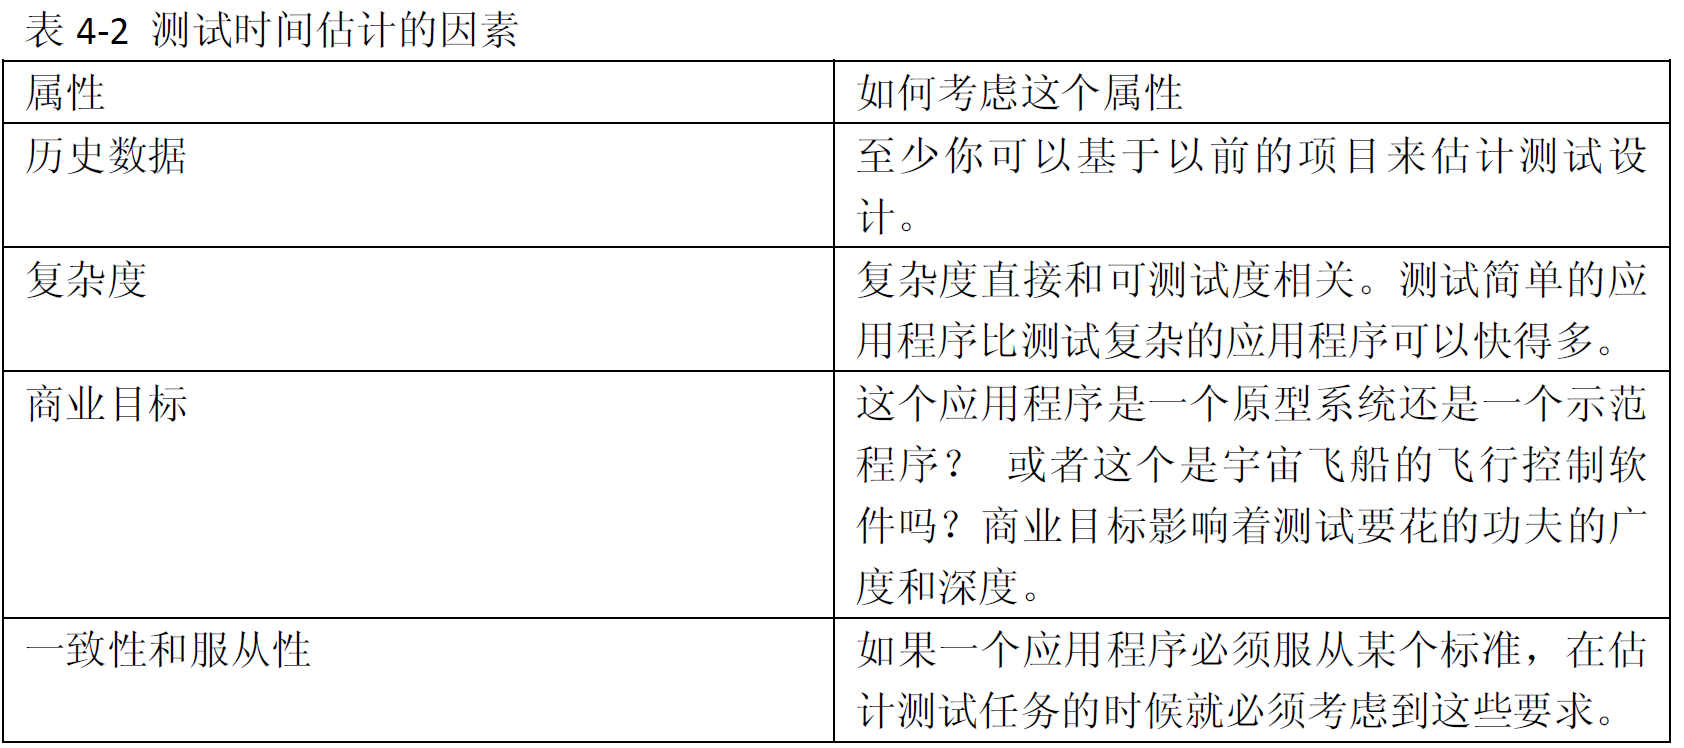 表 4-2 测试时间估计的因素
属性
如何考虑这个属性
历史数据
至少你可以基于以前的项目来估计测试设
计。
复杂度
复杂度直接和可测试度相关。测试简单的应
用程序比测试复杂的应用程序可以快得多。
商业目标
这个应用程序是一个原型系统还是一个示范
程序？ 或者这个是宇宙飞船的飞行控制软
件吗？商业目标影响着测试要花的功夫的广
度和深度。
一致性和服从性
如果一个应用程序必须服从某个标准，在估
计测试任务的时候就必须考虑到这些要求。